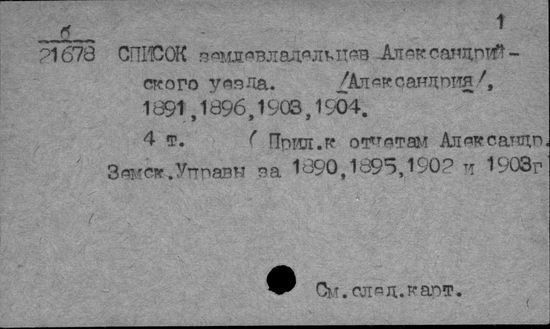 б 1
21678 СПИСОК землевладельцев Александрий-
ского уезда. /Александрия/,
1891,1896,1903,1904.
4 т. ( Прил.к отчетам Александр.
Земск.Управы за 1890,1895,1902 и 1903г
См.след.карт.